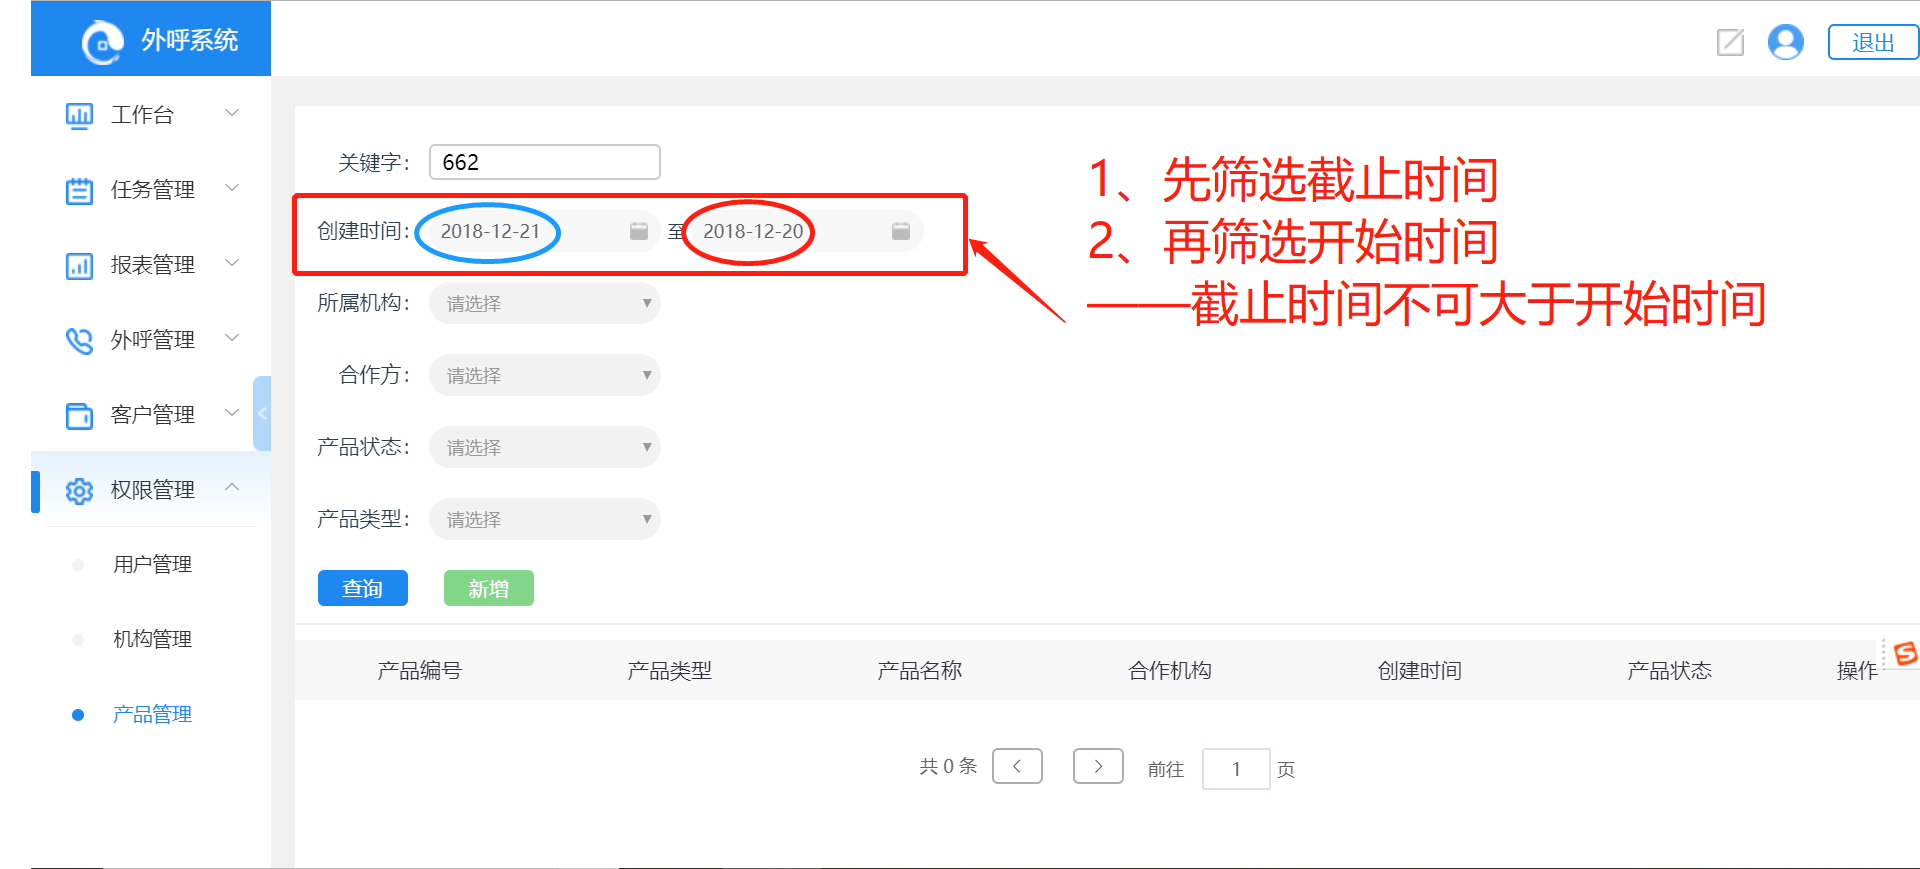 外呼系统
退出
工作台
任务管理
报表管理
外呼管理
客户管理
权限管理
用户管理
机构管理
产品管理
关键字： 662
创建时间： 2018-12-21 至 2018-12-20
所属机构： 请选择
合作方： 请选择
产品状态： 请选择
产品类型： 请选择
查询 新增
1、先筛选截止时间
2、再筛选开始时间
——截止时间不可大于开始时间
产品编号 产品类型 产品名称 合作机构 创建时间 产品状态 操作
共 0 条 前往 1 页